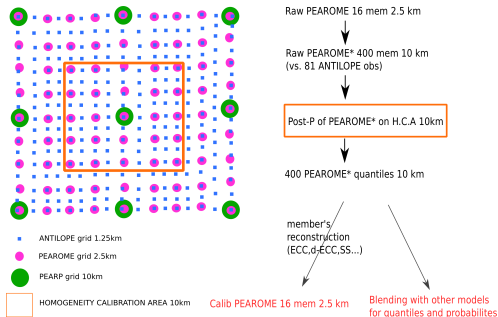 Raw PEAROME 16 mem 2.5 km
Raw PEAROME* 400 mem 10 km
(vs. 81 ANTILOPE obs)
Post-P of PEAROME* on H.C.A 10km
400 PEAROME* quantiles 10 km
member's
reconstruction
(ECC,d-ECC,SS...)
Calib PEAROME 16 mem 2.5 km
Blending with other models
for quantiles and probabilites
ANTILOPE grid 1.25km
PEAROME grid 2.5km
PEARP grid 10km
HOMOGENEITY CALIBRATION AREA 10km